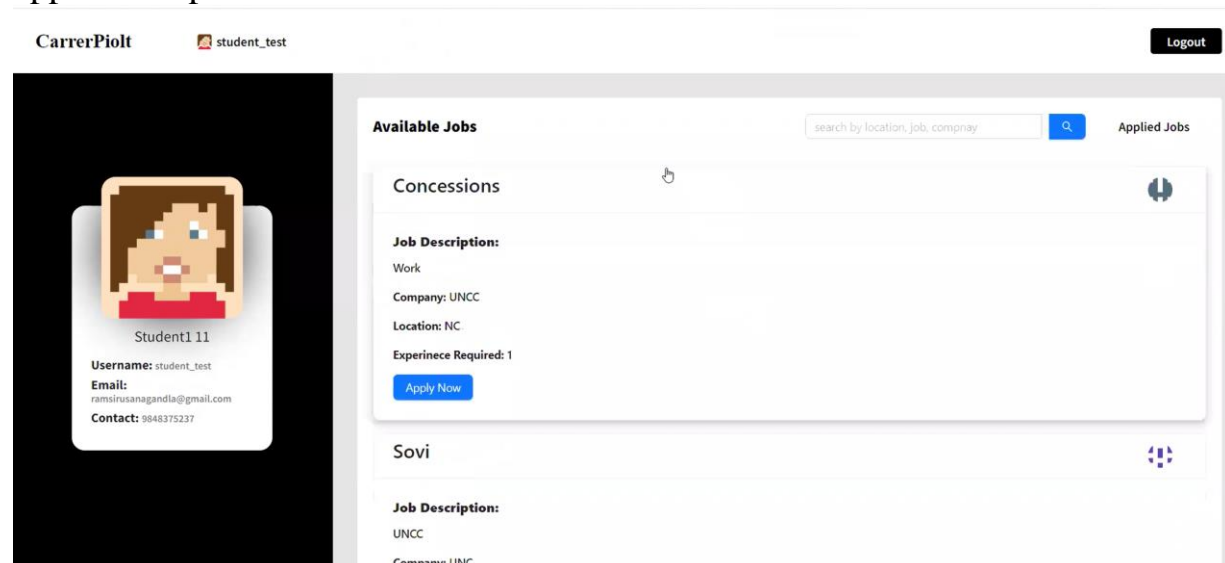 CarrerPiolt
student_test
Logout
Available Jobs
search by location, job, compnay
Applied Jobs
Concessions
Job Description:
Work
Company: UNCC
Location: NC
Experinece Required: 1
Apply Now
Student1 11
Username: student_test
Email:
ramsirusanagandla@gmail.com
Contact: 9848375237
Sovi
Job Description:
UNCC
Company: UNC